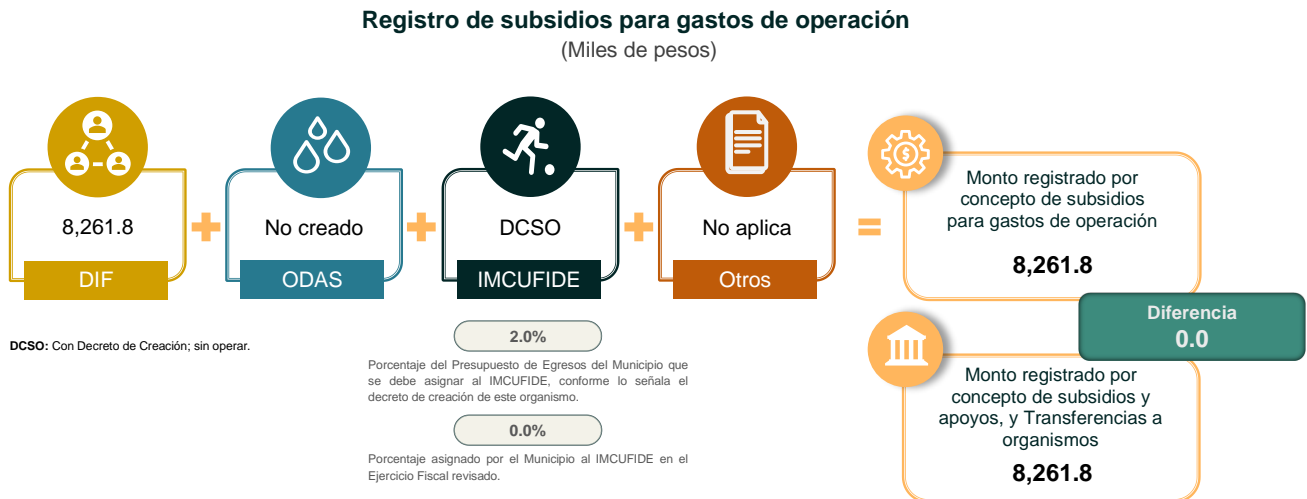 Registro de subsidios para gastos de operación
(Miles de pesos)
8,261.8
DIF
No creado
ODAS
DCSO
IMCUFIDE
No aplica
Otros
Monto registrado por
concepto de subsidios
para gastos de operación
8,261.8
Diferencia
0.0
Monto registrado por
concepto de subsidios y
apoyos, y Transferencias a
organismos
8,261.8
DCSO: Con Decreto de Creación; sin operar.
2.0%
Porcentaje del Presupuesto de Egresos del Municipio que
se debe asignar al IMCUFIDE, conforme lo señala el
decreto de creación de este organismo.
0.0%
Porcentaje asignado por el Municipio al IMCUFIDE en el
Ejercicio Fiscal revisado.